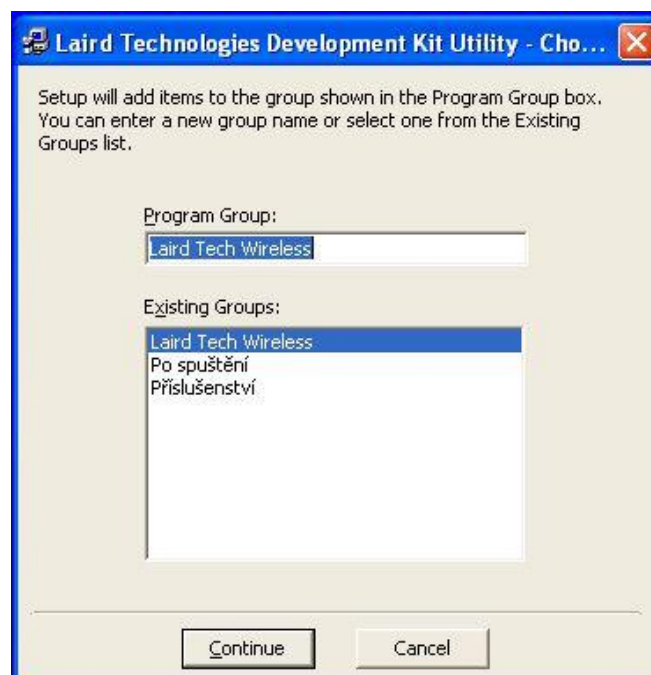 Laird Technologies Development Kit Utility - Cho...
Setup will add items to the group shown in the Program Group box.
You can enter a new group name or select one from the Existing
Groups list.
Program Group:
Laird Tech Wireless
Existing Groups:
Laird Tech Wireless
Po spuštění
Příslušenství
Continue
Cancel